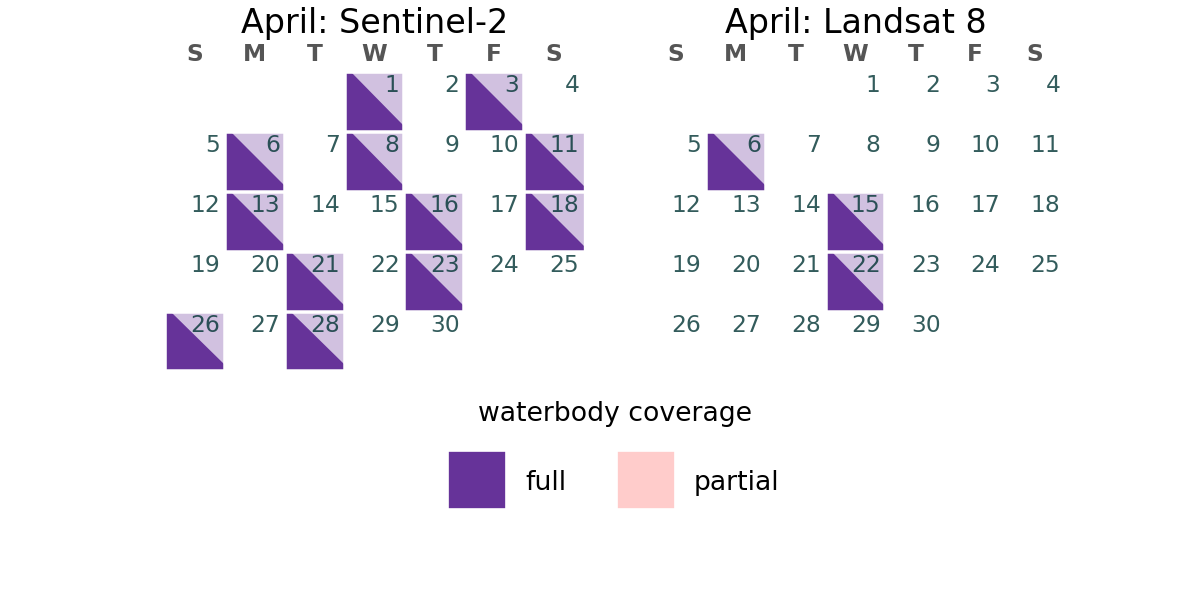 April: Sentinel-2
S M T W T F S
1 2 3 4
5 6 7 8 9 10 11
12 13 14 15 16 17 18
19 20 21 22 23 24 25
26 27 28 29 30
April: Landsat 8
S M T W T F S
1 2 3 4
5 6 7 8 9 10 11
12 13 14 15 16 17 18
19 20 21 22 23 24 25
26 27 28 29 30
waterbody coverage
full partial